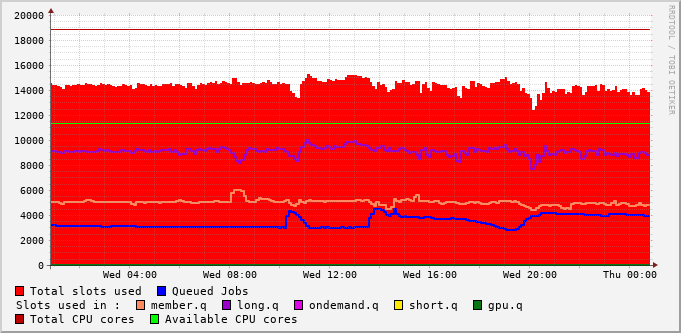 20000
18000
16000
14000
12000
10000
8000
6000
4000
2000
0
Wed 04:00 Wed 08:00 Wed 12:00 Wed 16:00 Wed 20:00 Thu 00:00
RRDTOOL / TOBI OETIKER
Total slots used Queued Jobs
Slots used in : member.q long.q ondemand.q short.q gpu.q
Total CPU cores Available CPU cores